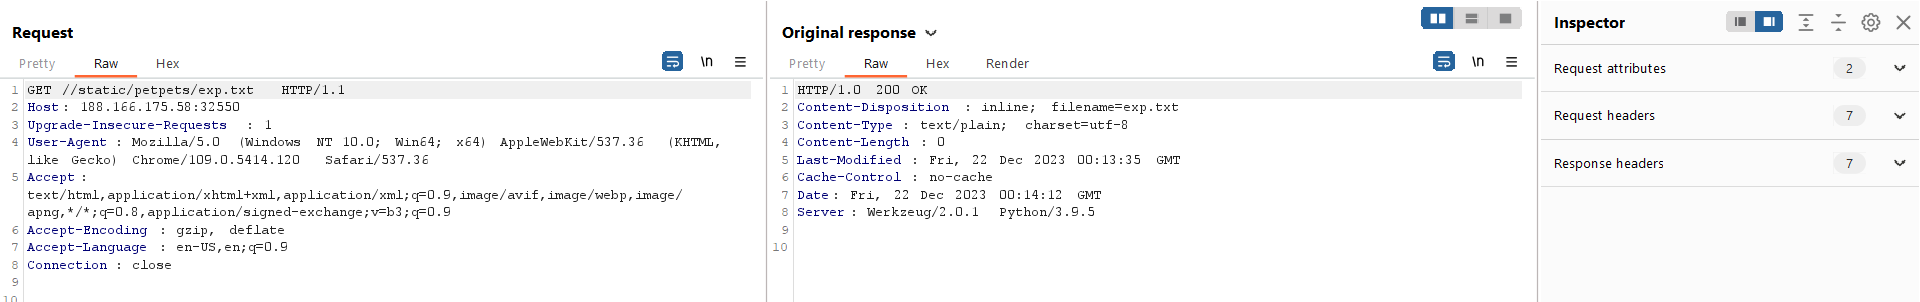 Request
Pretty Raw Hex \n
1 GET //static/petpets/exp.txt HTTP/1.1
2 Host: 188.166.175.58:32550
3 Upgrade-Insecure-Requests : 1
4 User-Agent : Mozilla/5.0 (Windows NT 10.0; Win64; x64) AppleWebKit/537.36 (KHTML,
like Gecko) Chrome/109.0.5414.120 Safari/537.36
5 Accept :
text/html,application/xhtml+xml,application/xml;q=0.9,image/avif,image/webp,image/
apng,*/*;q=0.8,application/signed-exchange;v=b3;q=0.9
6 Accept-Encoding : gzip, deflate
7 Accept-Language : en-US,en;q=0.9
8 Connection : close
9
10
Original response
Pretty Raw Hex Render \n
1 HTTP/1.0 200 OK
2 Content-Disposition : inline; filename=exp.txt
3 Content-Type : text/plain; charset=utf-8
4 Content-Length : 0
5 Last-Modified : Fri, 22 Dec 2023 00:13:35 GMT
6 Cache-Control : no-cache
7 Date : Fri, 22 Dec 2023 00:14:12 GMT
8 Server : Werkzeug/2.0.1 Python/3.9.5
9
10
Inspector
Request attributes 2
Request headers 7
Response headers 7